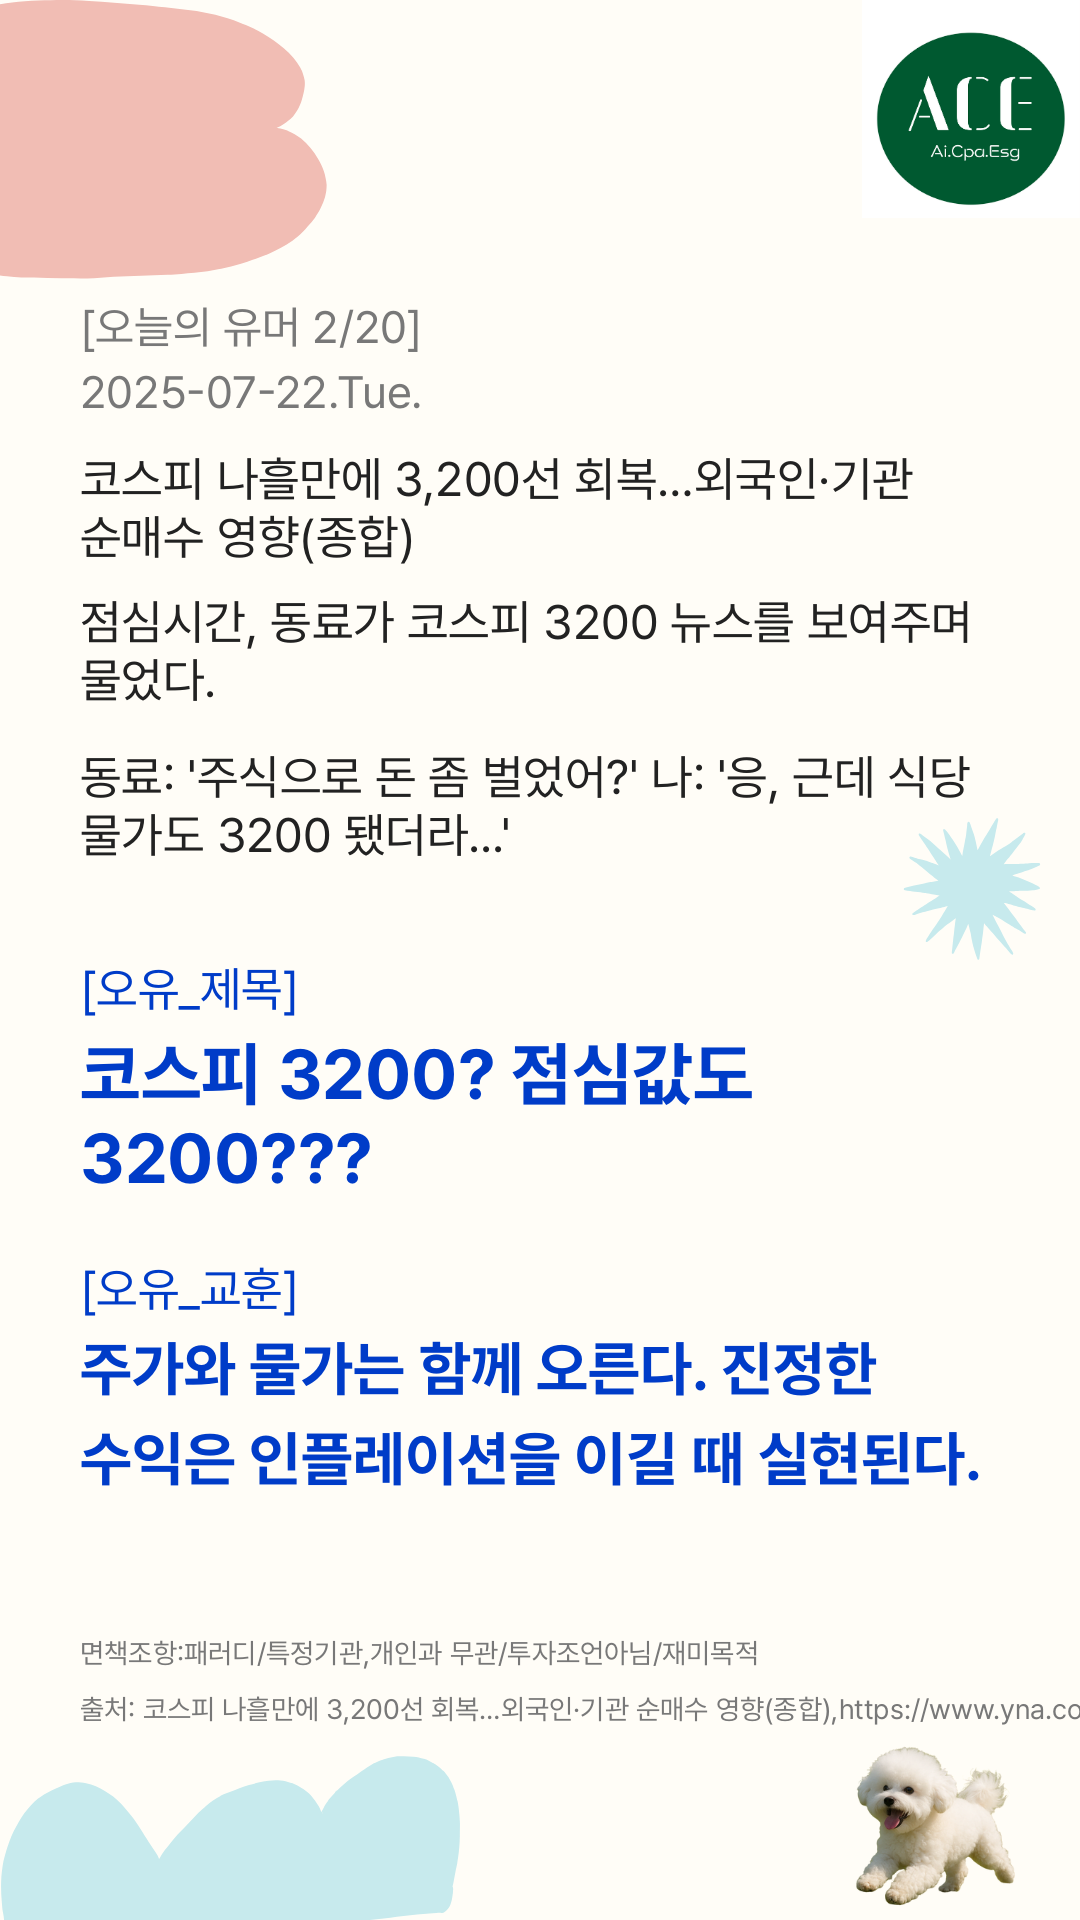 ACE
Ai.Cpa.Esg
[오늘의 유머 2/20]
2025-07-22.Tue.
코스피 나흘만에 3,200선 회복…외국인·기관
순매수 영향(종합)
점심시간, 동료가 코스피 3200 뉴스를 보여주며
물었다.
동료: '주식으로 돈 좀 벌었어?' 나: '응, 근데 식당
물가도 3200 됐더라…'
[오유_제목]
코스피 3200? 점심값도
3200???
[오유_교훈]
주가와 물가는 함께 오른다. 진정한
수익은 인플레이션을 이길 때 실현된다.
면책조항:패러디/특정기관,개인과 무관/투자조언아님/재미목적
출처: 코스피 나흘만에 3,200선 회복…외국인·기관 순매수 영향(종합),https://www.yna.co